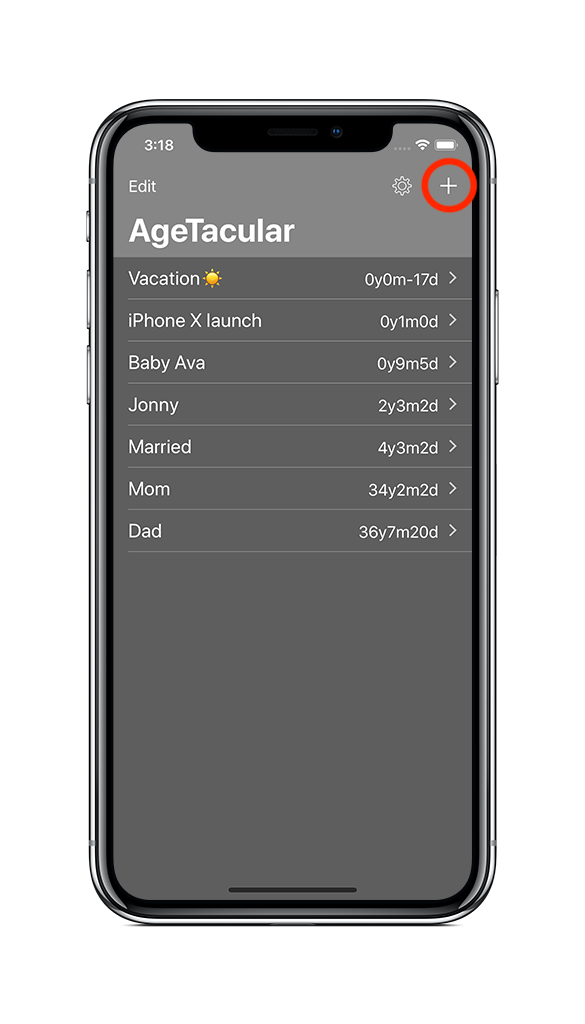 3:18
Edit
AgeTacular
Vacation☀️ 0y0m-17d
iPhone X launch 0y1m0d
Baby Ava 0y9m5d
Jonny 2y3m2d
Married 4y3m2d
Mom 34y2m2d
Dad 36y7m20d